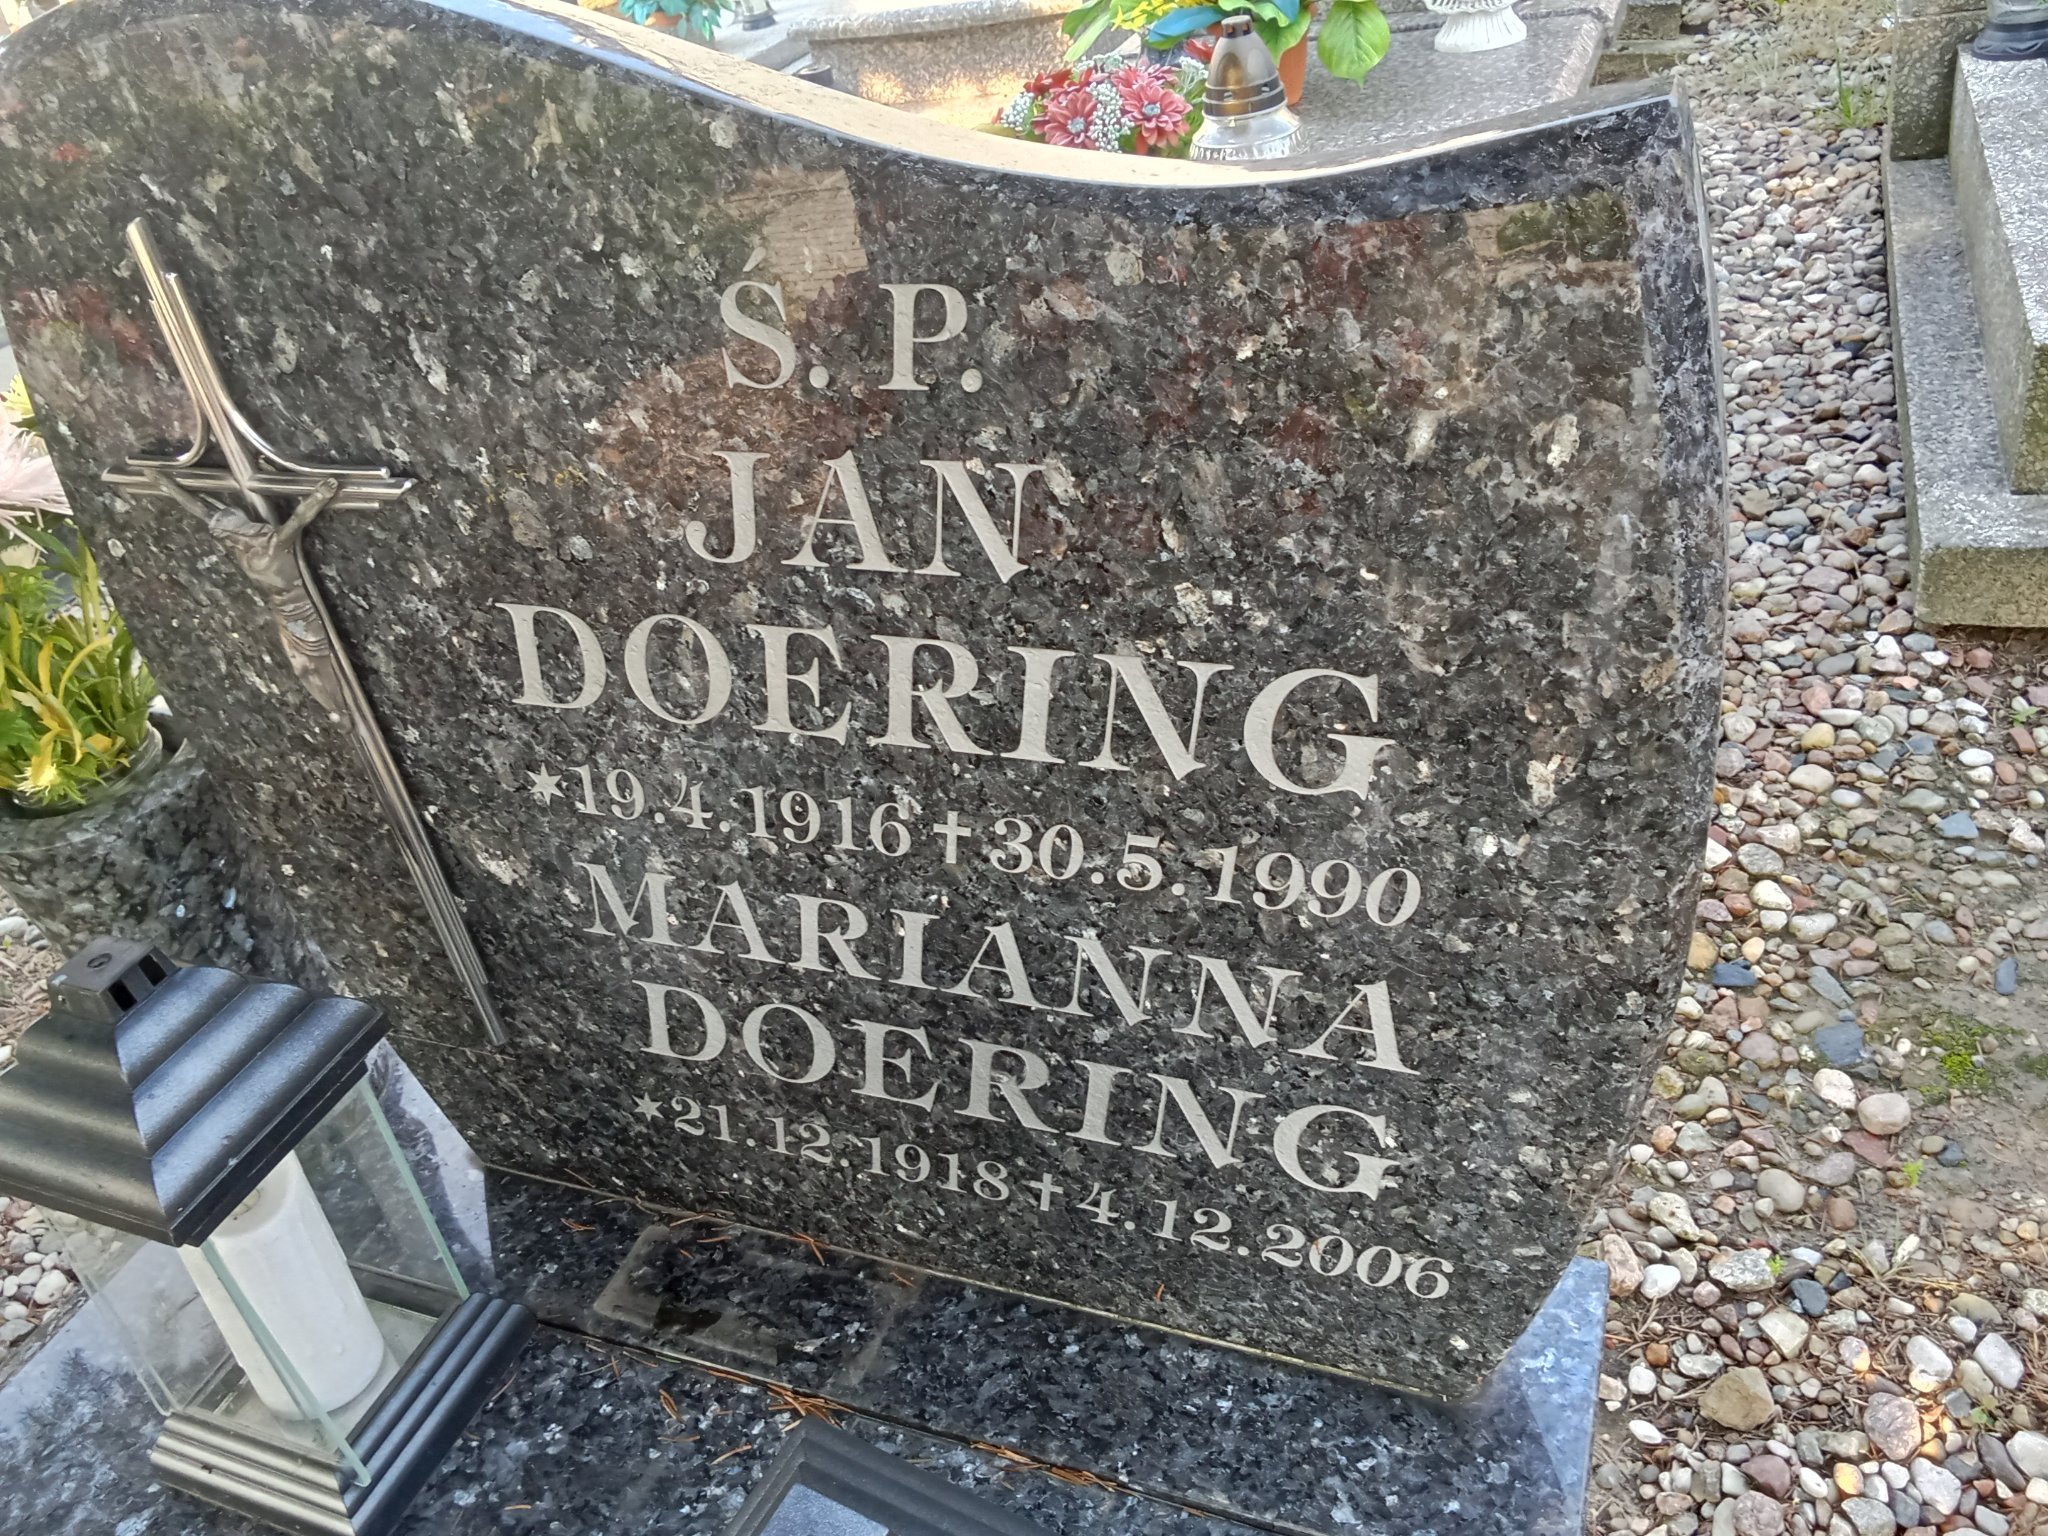 Ś. P.
JAN
DOERING
*19.4.1916 ✝ 30.5.1990
MARIANNA
DOERING
*21.12.1918 ✝ 4.12.2006